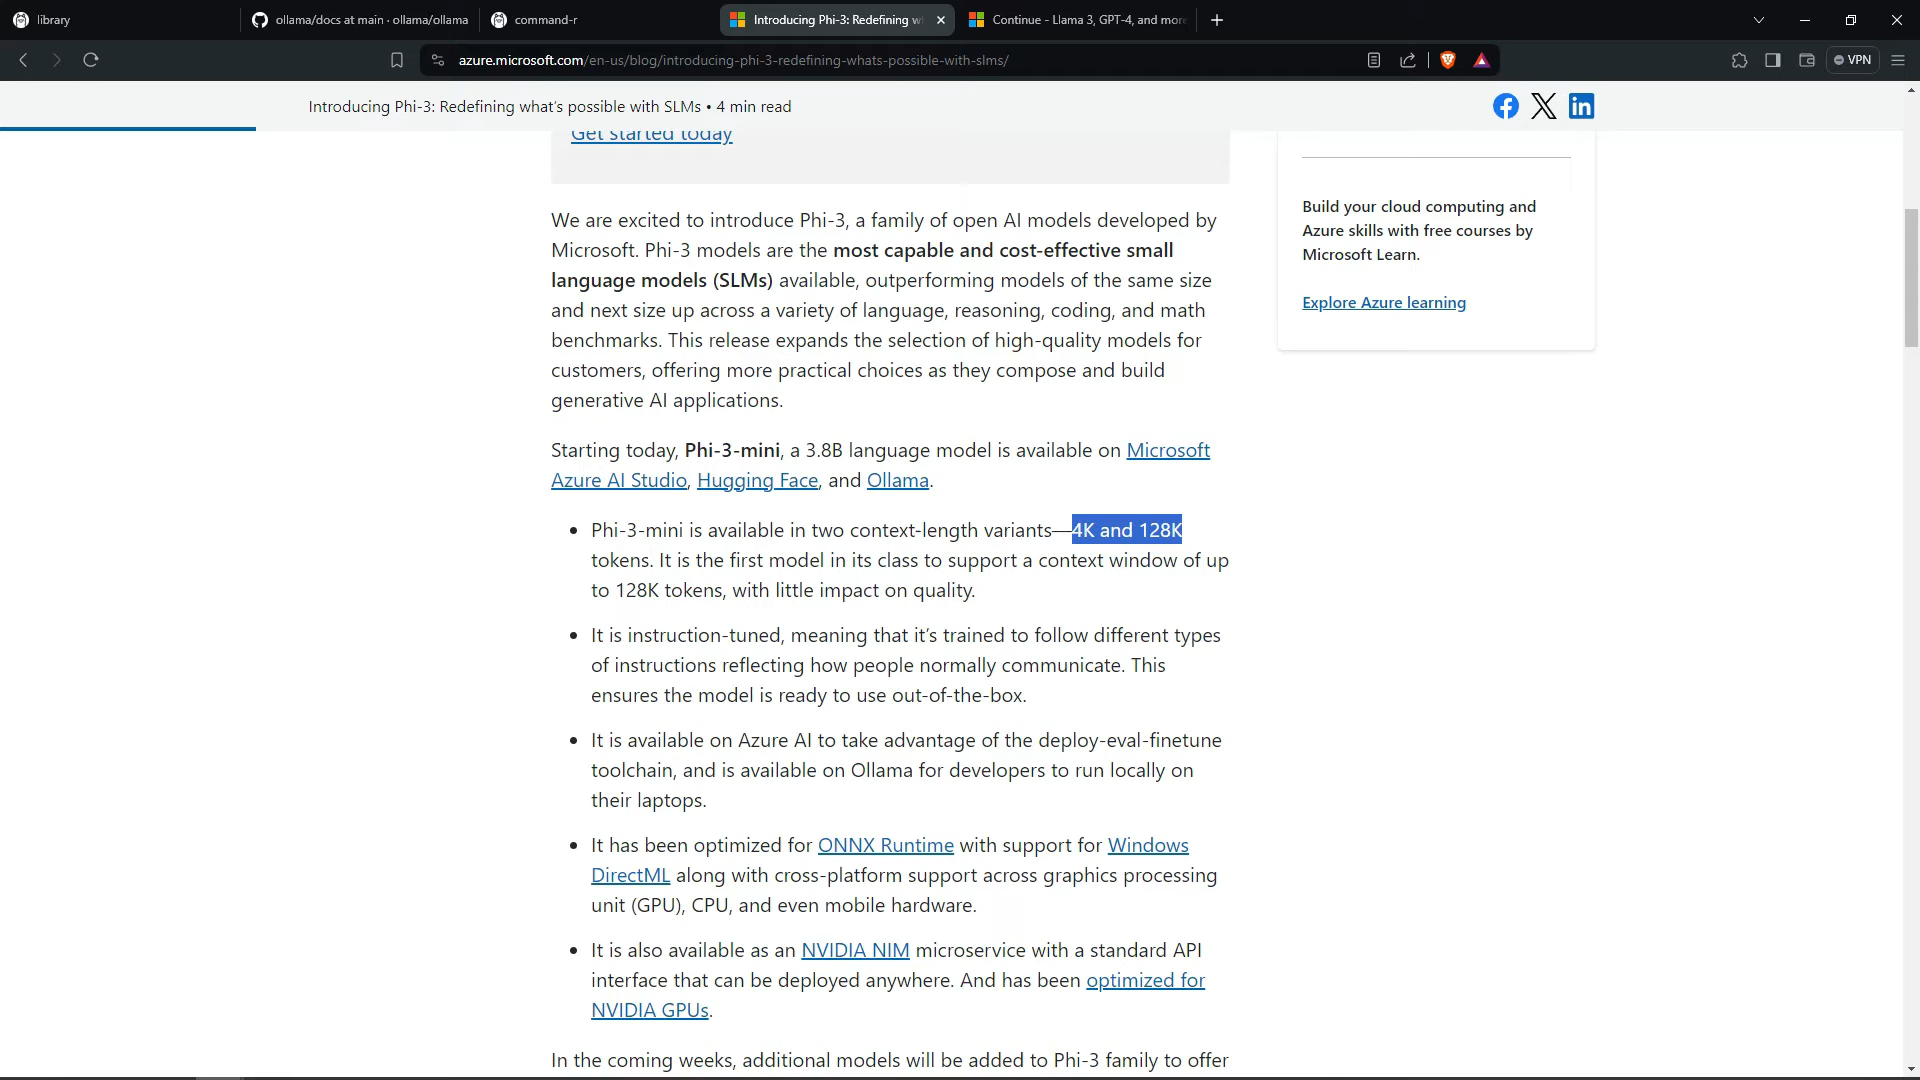 library
ollama/docs at main · ollama/ollama
command-r
Introducing Phi-3: Redefining w
Continue - Llama 3, GPT-4, and more
azure.microsoft.com/en-us/blog/introducing-phi-3-redefining-whats-possible-with-slms/
VPN
Introducing Phi-3: Redefining what's possible with SLMs • 4 min read
Get started today
We are excited to introduce Phi-3, a family of open AI models developed by
Microsoft. Phi-3 models are the most capable and cost-effective small
language models (SLMs) available, outperforming models of the same size
and next size up across a variety of language, reasoning, coding, and math
benchmarks. This release expands the selection of high-quality models for
customers, offering more practical choices as they compose and build
generative AI applications.
Starting today, Phi-3-mini, a 3.8B language model is available on Microsoft
Azure AI Studio, Hugging Face, and Ollama.
• Phi-3-mini is available in two context-length variants—4K and 128K
tokens. It is the first model in its class to support a context window of up
to 128K tokens, with little impact on quality.
• It is instruction-tuned, meaning that it's trained to follow different types
of instructions reflecting how people normally communicate. This
ensures the model is ready to use out-of-the-box.
• It is available on Azure AI to take advantage of the deploy-eval-finetune
toolchain, and is available on Ollama for developers to run locally on
their laptops.
• It has been optimized for ONNX Runtime with support for Windows
DirectML along with cross-platform support across graphics processing
unit (GPU), CPU, and even mobile hardware.
• It is also available as an NVIDIA NIM microservice with a standard API
interface that can be deployed anywhere. And has been optimized for
NVIDIA GPUs.
In the coming weeks, additional models will be added to Phi-3 family to offer
Build your cloud computing and
Azure skills with free courses by
Microsoft Learn.
Explore Azure learning